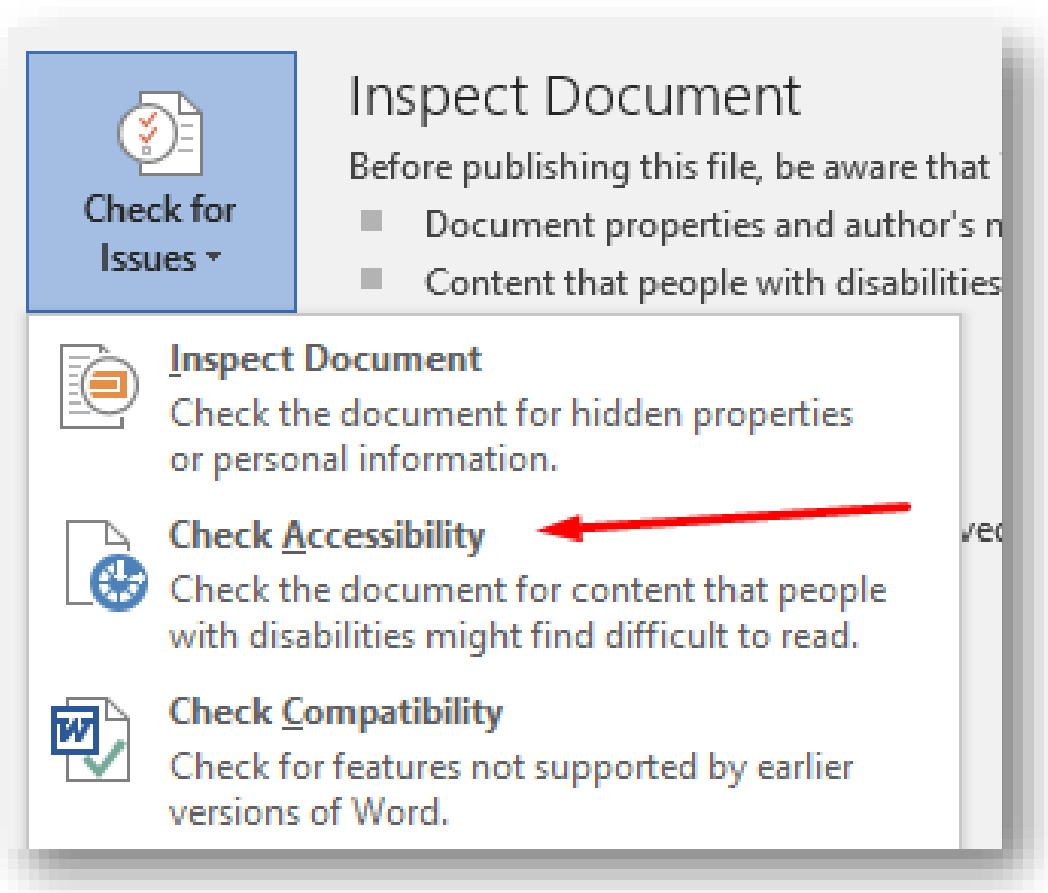 Inspect Document
Before publishing this file, be aware that
Document properties and author's
Content that people with disabilities
Check for
Issues
Inspect Document
Check the document for hidden properties
or personal information.
Check Accessibility
Check the document for content that people
with disabilities might find difficult to read.
Check Compatibility
Check for features not supported by earlier
versions of Word.